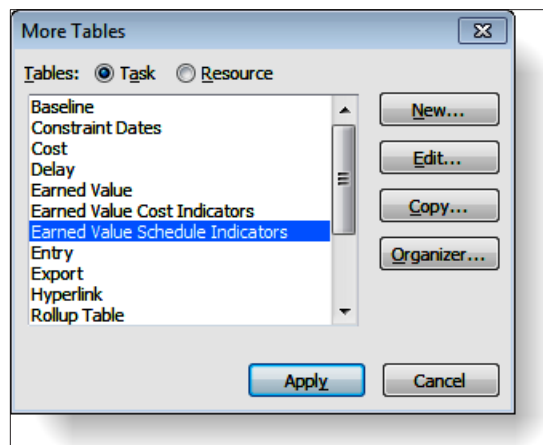 More Tables
Tables: Task Resource
Baseline
Constraint Dates
Cost
Delay
Earned Value
Earned Value Cost Indicators
Earned Value Schedule Indicators
Entry
Export
Hyperlink
Rollup Table
New...
Edit...
Copy...
Organizer...
Apply Cancel